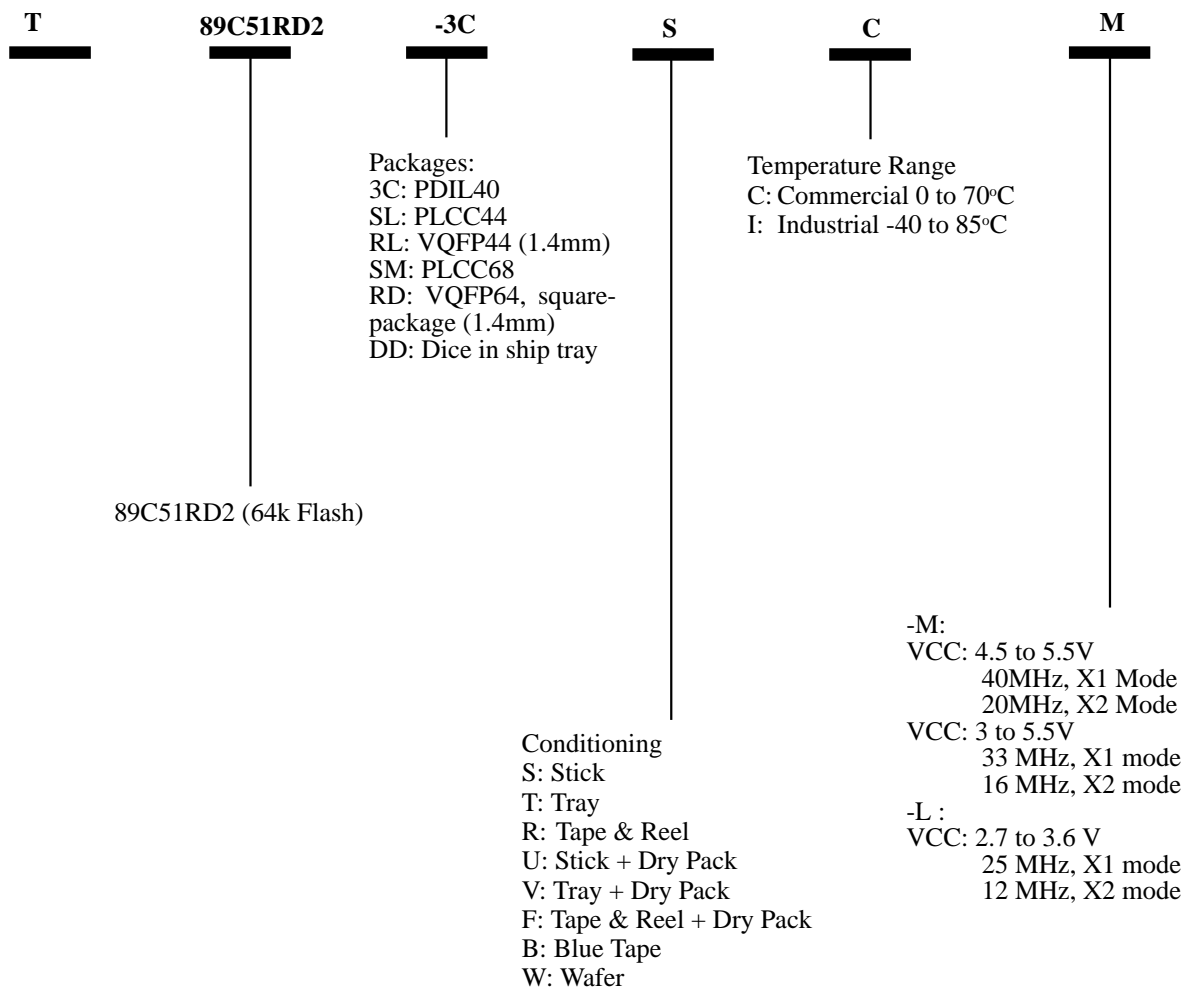 T 89C51RD2 -3C S C M
Packages:
3C: PDIL40
SL: PLCC44
RL: VQFP44 (1.4mm)
SM: PLCC68
RD: VQFP64, square-
package (1.4mm)
DD: Dice in ship tray
Temperature Range
C: Commercial 0 to 70°C
I: Industrial -40 to 85°C
89C51RD2 (64k Flash)
-M:
VCC: 4.5 to 5.5V
40MHz, X1 Mode
20MHz, X2 Mode
VCC: 3 to 5.5V
33 MHz, X1 mode
16 MHz, X2 mode
-L :
VCC: 2.7 to 3.6 V
25 MHz, X1 mode
12 MHz, X2 mode
Conditioning
S: Stick
T: Tray
R: Tape & Reel
U: Stick + Dry Pack
V: Tray + Dry Pack
F: Tape & Reel + Dry Pack
B: Blue Tape
W: Wafer